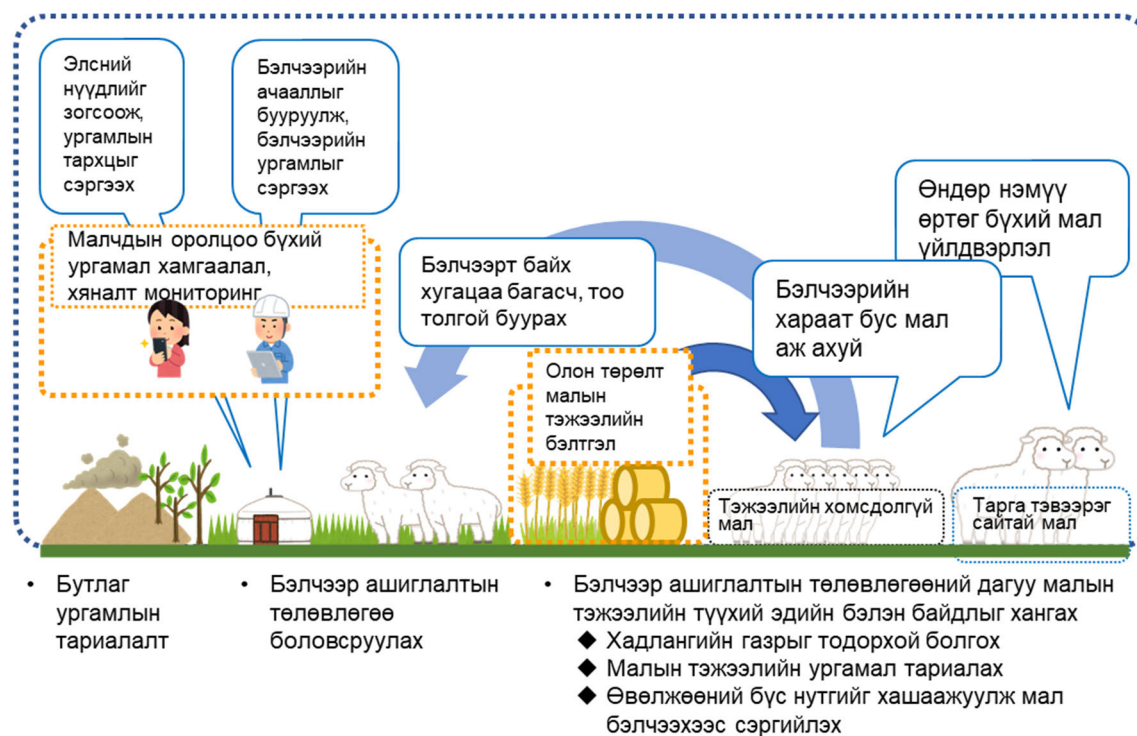 Элсний
нүүдлийг
зогсоож,
ургамлын
тархцыг
сэргээх
Бэлчээрийн
ачааллыг
бууруулж,
бэлчээрийн
ургамлыг
сэргээх
Малчдын оролцоо бүхий
ургамал хамгаалал,
хяналт мониторинг
Бэлчээрт байх
хугацаа багасч, тоо
толгой буурах
Өндөр нэмүү
өртөг бүхий мал
үйлдвэрлэл
Бэлчээрийн
хараат бус мал
аж ахуй
Олон төрөлт
малын
тэжээлийн
бэлтгэл
Тэжээлийн хомсдолгүй
мал
Тарга тэвээрэг
сайтай мал
• Бутлаг
ургамлын
тариалалт
• Бэлчээр ашиглалтын
төлөвлөгөө
боловсруулах
• Бэлчээр ашиглалтын төлөвлөгөөний дагуу малын
тэжээлийн түүхий эдийн бэлэн байдлыг хангах
◆ Хадлангийн газрыг тодорхой болгох
◆ Малын тэжээлийн ургамал тариалах
◆ Өвөлжөөний бүс нутгийг хашаажуулж мал
бэлчээхээс сэргийлэх